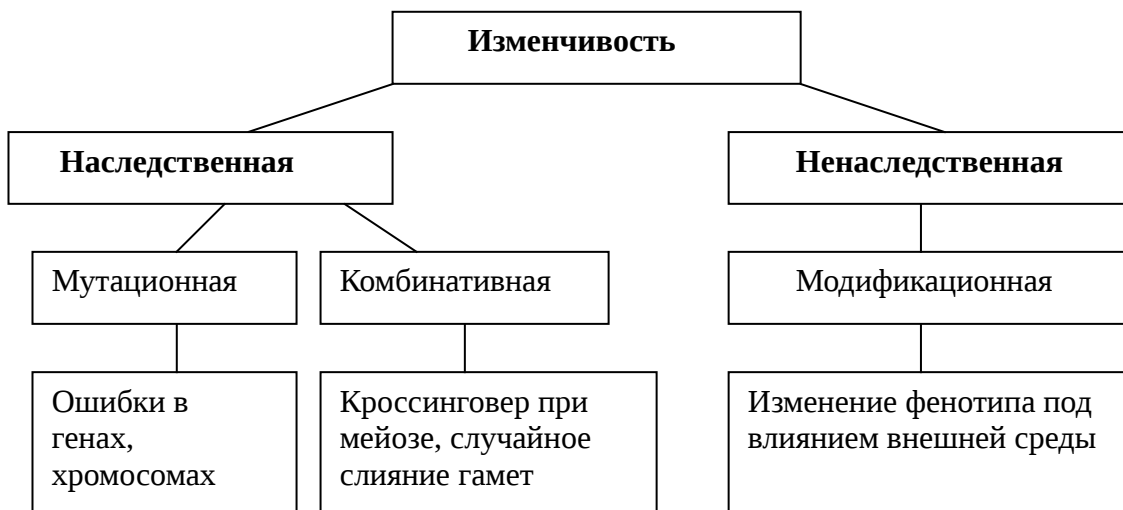 Изменчивость
Наследственная
Ненаследственная
Мутационная
Комбинативная
Модификационная
Ошибки в
генах,
хромосомах
Кроссинговер при
мейозе, случайное
слияние гамет
Изменение фенотипа под
влиянием внешней среды